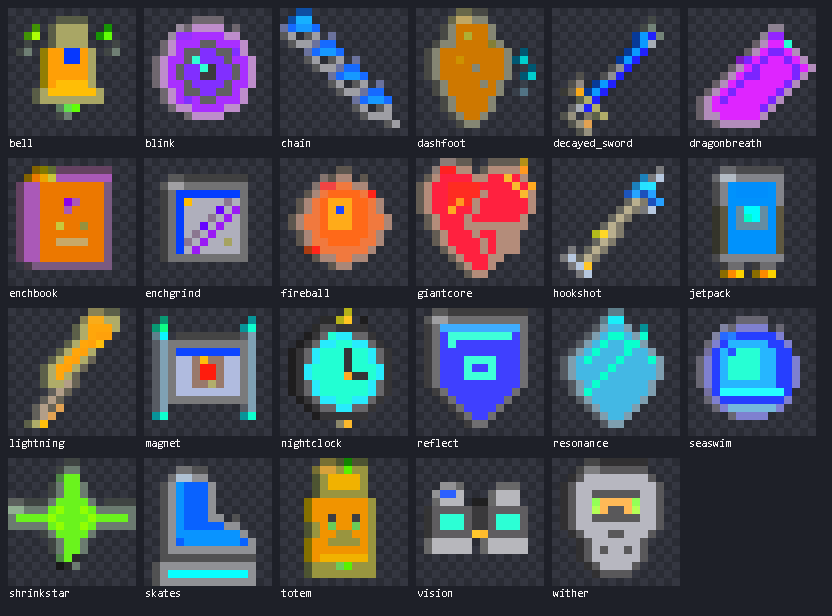 bell blink chain dashfoot decayed_sword dragonbreath
enchbook enchgrind fireball giantcore hookshot jetpack
lightning magnet nightclock reflect resonance seaswim
shrinkstar skates totem vision wither